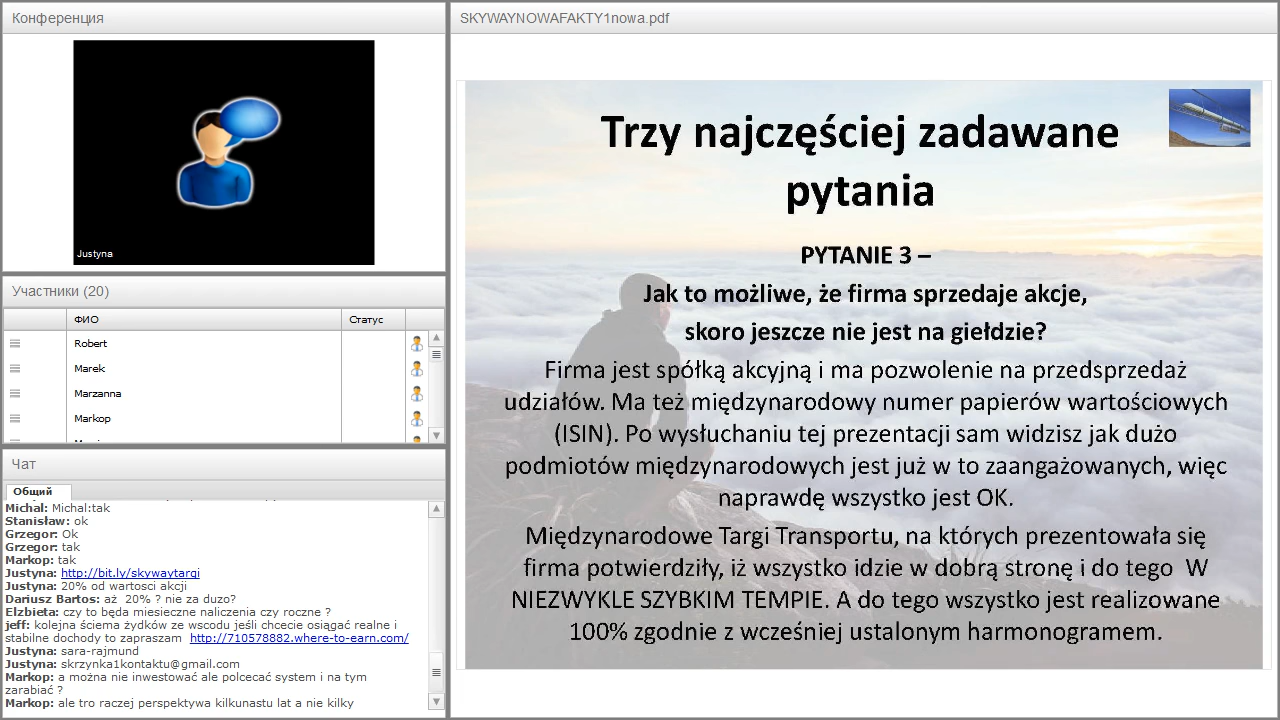 Конференция
Justyna
Участники (20)
ФИО
Статус
Robert
Marek
Marzanna
Markop
Чат
Общий
Michal: Michal:tak
Stanisław: ok
Grzegor: Ok
Grzegor: tak
Markop: tak
Justyna: http://bit.ly/skywaytargi
Justyna: 20% od wartosci akcji
Dariusz Bartos: aż 20% ? nie za duzo?
Elzbieta: czy to będa miesieczne naliczenia czy roczne ?
jeff: kolejna ściema żydków ze wscodu jeśli chcecie osiągać realne i
stabilne dochody to zapraszam http://710578882.where-to-earn.com/
Justyna: sara-rajmund
Justyna: skrzynka1kontaktu@gmail.com
Markop: a można nie inwestować ale polcecać system i na tym
zarabiać ?
Markop: ale tro raczej perspektywa kilkunastu lat a nie kilky
SKYWAYNOWAFAKTY1nowa.pdf
Trzy najczęściej zadawane
pytania
PYTANIE 3 –
Jak to możliwe, że firma sprzedaje akcje,
skoro jeszcze nie jest na giełdzie?
Firma jest spółką akcyjną i ma pozwolenie na przedsprzedaż
udziałów. Ma też międzynarodowy numer papierów wartościowych
(ISIN). Po wysłuchaniu tej prezentacji sam widzisz jak dużo
podmiotów międzynarodowych jest już w to zaangażowanych, więc
naprawdę wszystko jest OK.
Międzynarodowe Targi Transportu, na których prezentowała się
firma potwierdziły, iż wszystko idzie w dobrą stronę i do tego W
NIEZWYKLE SZYBKIM TEMPIE. A do tego wszystko jest realizowane
100% zgodnie z wcześniej ustalonym harmonogramem.